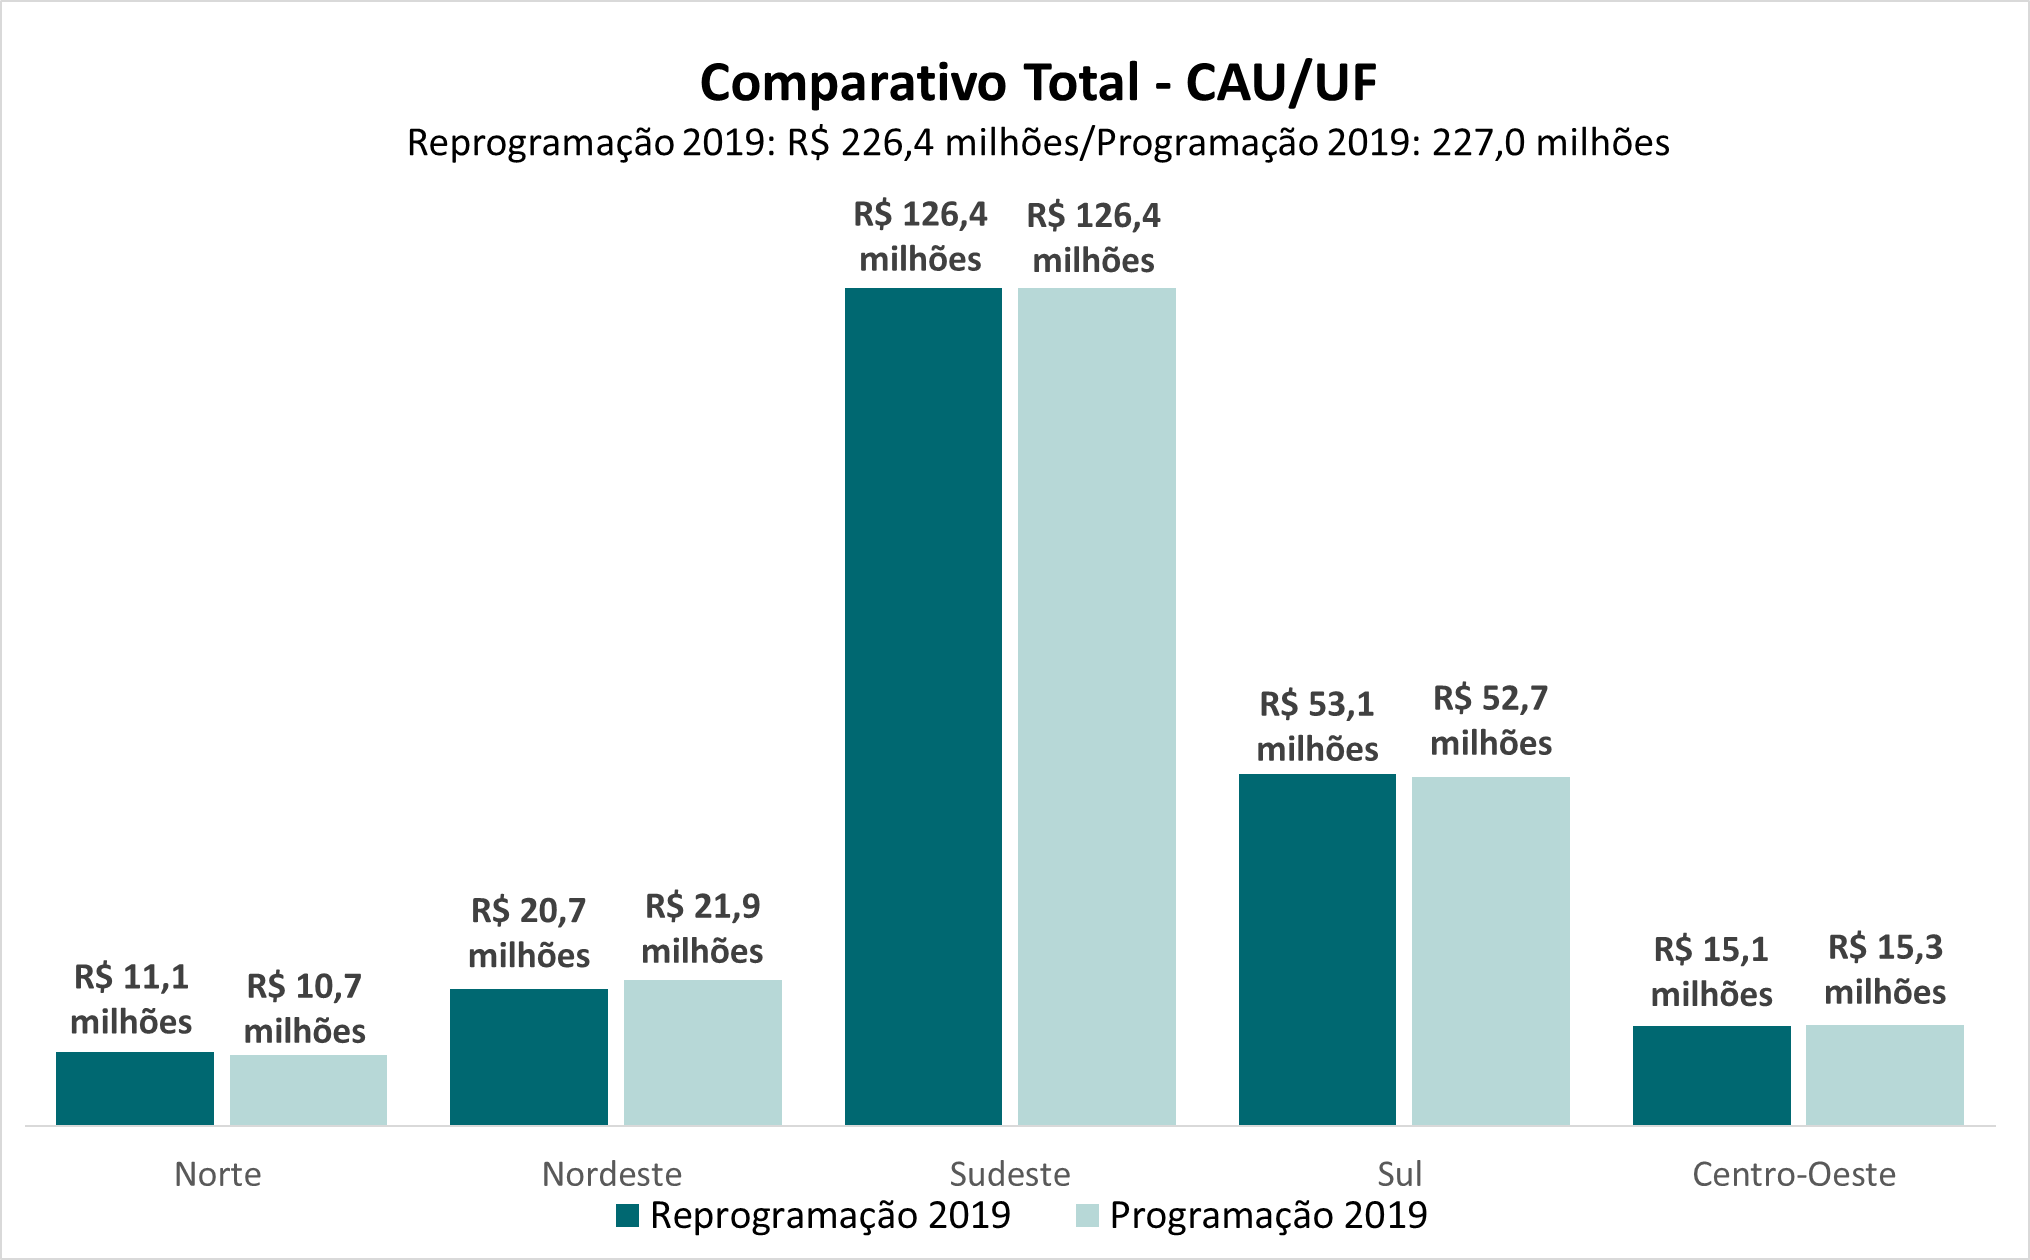 Comparativo Total - CAU/UF
Reprogramação 2019: R$ 226,4 milhões/Programação 2019: 227,0 milhões
R$ 11,1
milhões
R$ 10,7
milhões
R$ 20,7
milhões
R$ 21,9
milhões
R$ 126,4
milhões
R$ 126,4
milhões
R$ 53,1
milhões
R$ 52,7
milhões
R$ 15,1
milhões
R$ 15,3
milhões
Norte
Nordeste
Sudeste
Sul
Centro-Oeste
Reprogramação 2019
Programação 2019